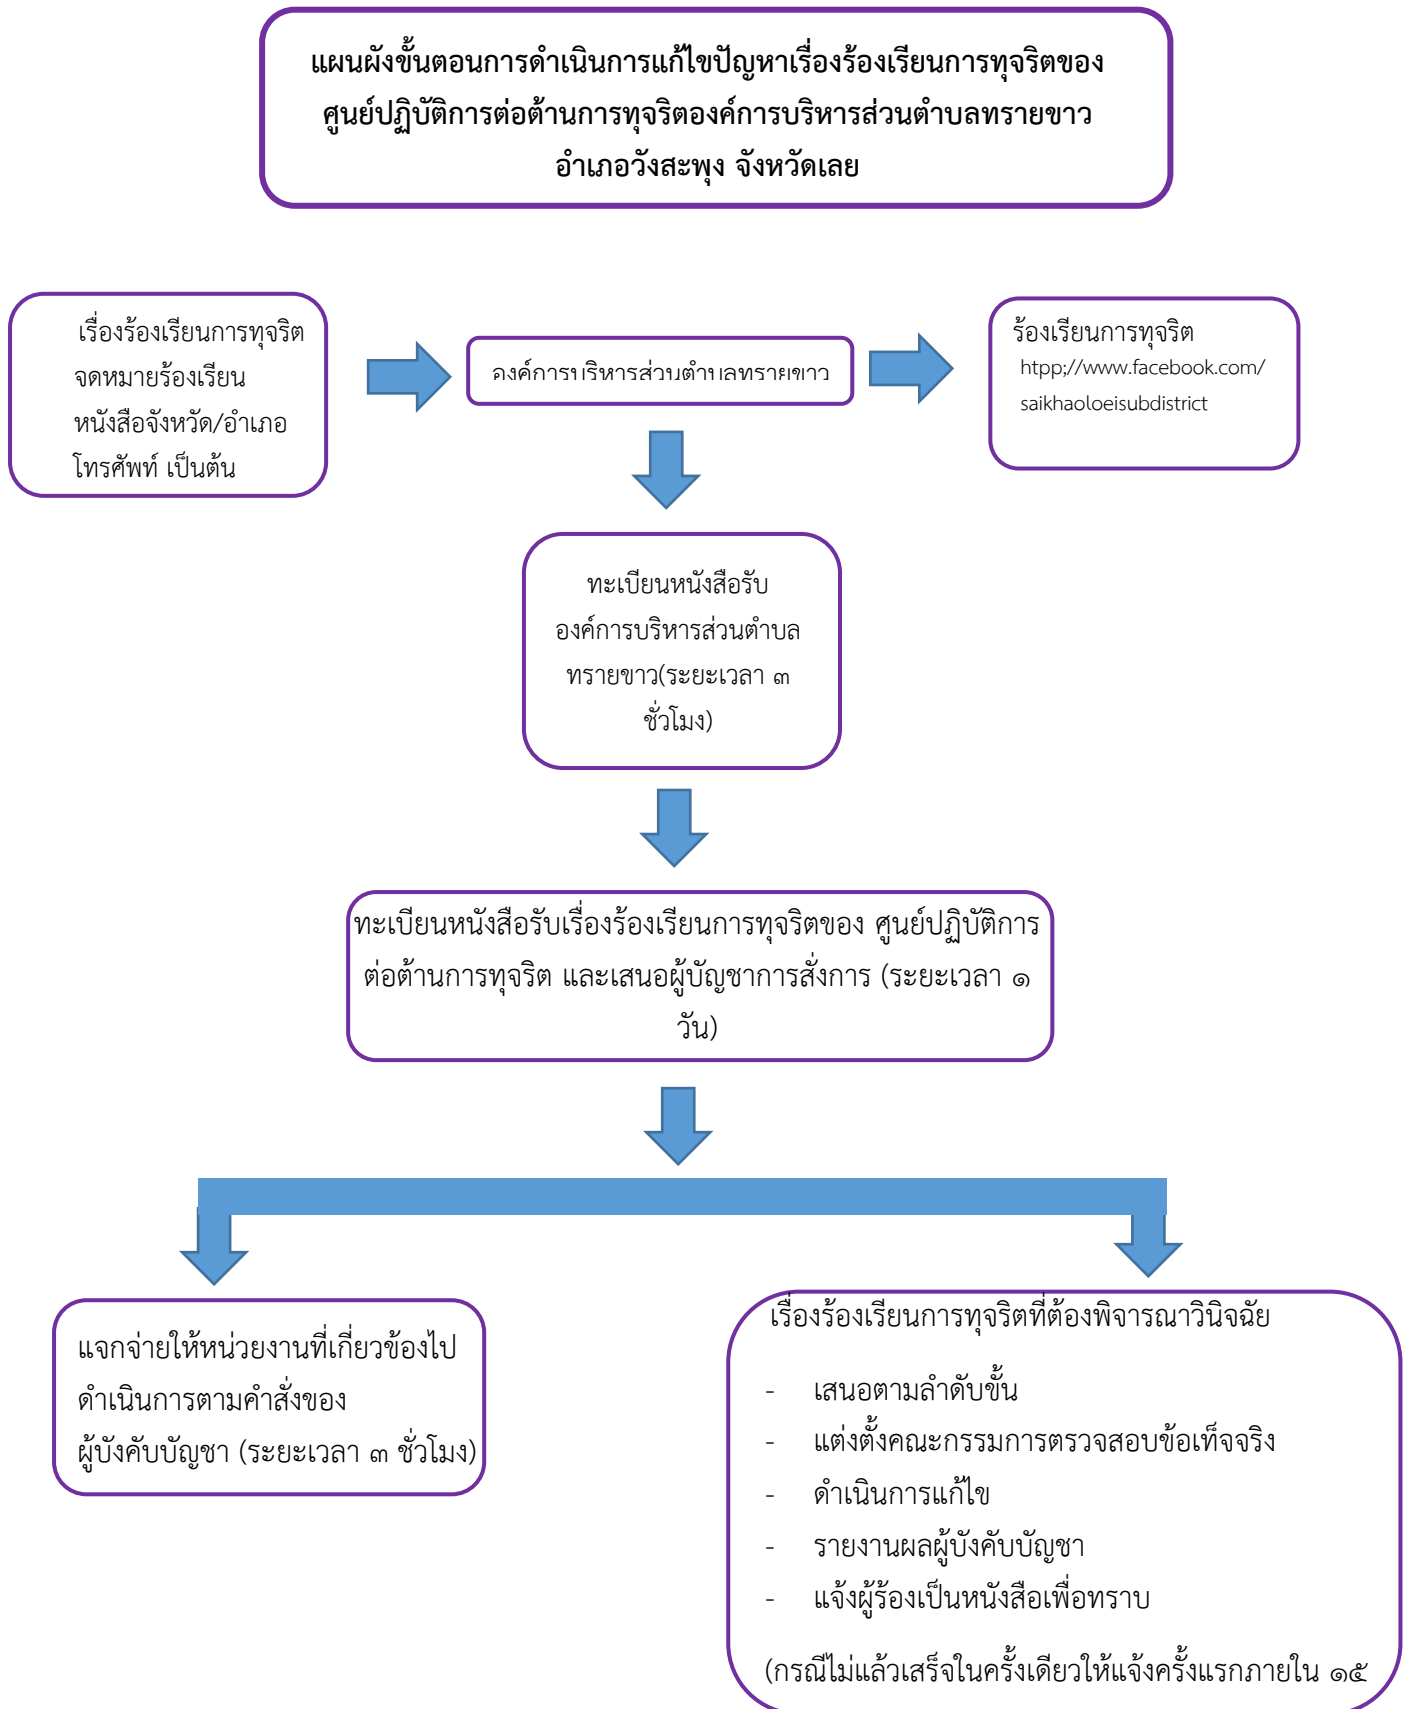 แผนผังขั้นตอนการดำเนินการแก้ไขปัญหาเรื่องร้องเรียนการทุจริตของ
ศูนย์ปฏิบัติการต่อต้านการทุจริตองค์การบริหารส่วนตำบลทรายขาว
อำเภอวังสะพุง จังหวัดเลย
เรื่องร้องเรียนการทุจริต
จดหมายร้องเรียน
หนังสือจังหวัด/อำเภอ
โทรศัพท์ เป็นต้น
องค์การบริหารส่วนตำบลทรายขาว
ร้องเรียนการทุจริต
htpp;//www.facebook.com/
saikhaoloeisubdistrict
ทะเบียนหนังสือรับ
องค์การบริหารส่วนตำบล
ทรายขาว(ระยะเวลา ๓
ชั่วโมง)
ทะเบียนหนังสือรับเรื่องร้องเรียนการทุจริตของ ศูนย์ปฏิบัติการ
ต่อต้านการทุจริต และเสนอผู้บัญชาการสั่งการ (ระยะเวลา ๑
วัน)
แจกจ่ายให้หน่วยงานที่เกี่ยวข้องไป
ดำเนินการตามคำสั่งของ
ผู้บังคับบัญชา (ระยะเวลา ๓ ชั่วโมง)
เรื่องร้องเรียนการทุจริตที่ต้องพิจารณาวินิจฉัย
- เสนอตามลำดับขั้น
- แต่งตั้งคณะกรรมการตรวจสอบข้อเท็จจริง
- ดำเนินการแก้ไข
- รายงานผลผู้บังคับบัญชา
- แจ้งผู้ร้องเป็นหนังสือเพื่อทราบ
(กรณีไม่แล้วเสร็จในครั้งเดียวให้แจ้งครั้งแรกภายใน ๑๕